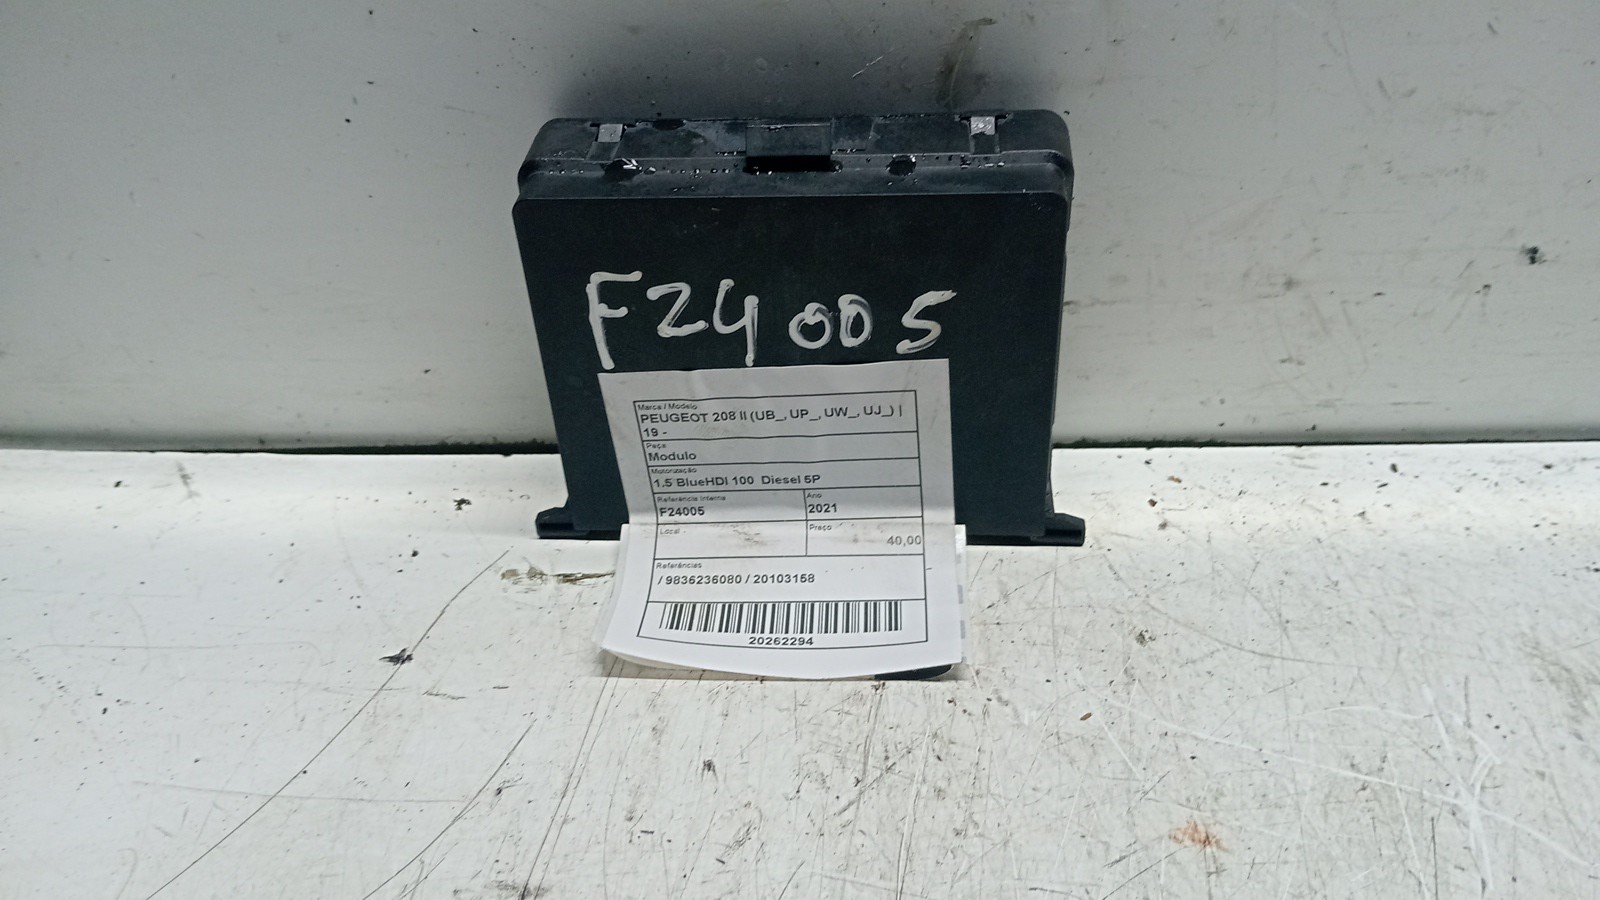 F24005
Marca / Modelo
PEUGEOT 208 II (UB_, UP_, UW_, UJ_) |
19 -
Peça
Modulo
Motorização
1.5 BlueHDI 100 Diesel 5P
Referência Interna
F24005
Ano
2021
Local
Preço
40,00
Referências
/ 9836236080 / 20103158
20262294